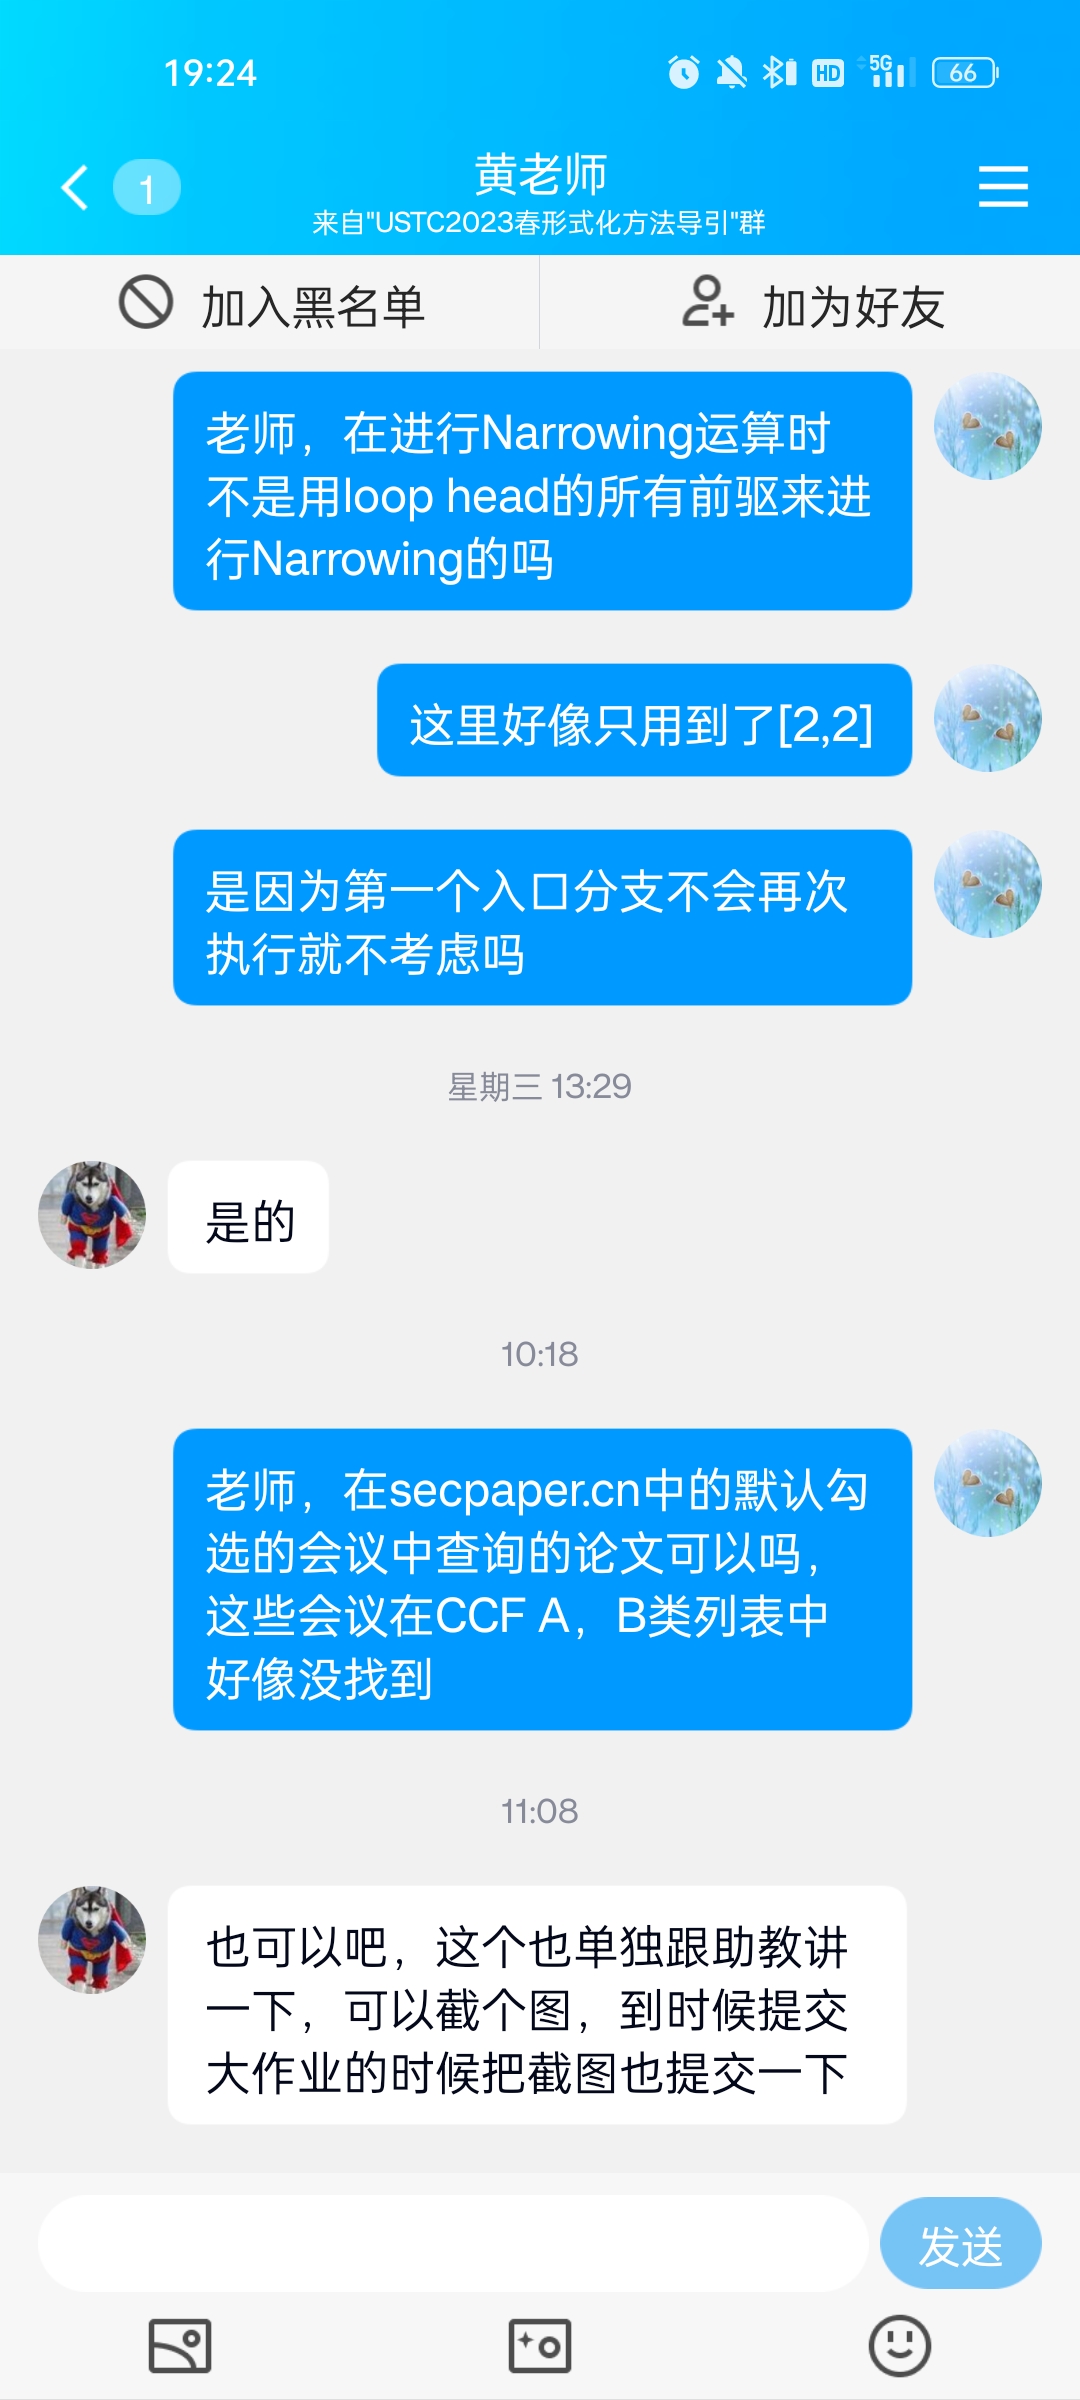 19:24
HD
5G
66
1
黄老师
来自"USTC2023春形式化方法导引"群
加入黑名单
加为好友
老师，在进行Narrowing运算时
不是用loop head的所有前驱来进
行Narrowing的吗
这里好像只用到了[2,2]
是因为第一个入口分支不会再次
执行就不考虑吗
星期三 13:29
是的
10:18
老师，在secpaper.cn中的默认勾
选的会议中查询的论文可以吗，
这些会议在CCF A，B类列表中
好像没找到
11:08
也可以吧，这个也单独跟助教讲
一下，可以截个图，到时候提交
大作业的时候把截图也提交一下
发送